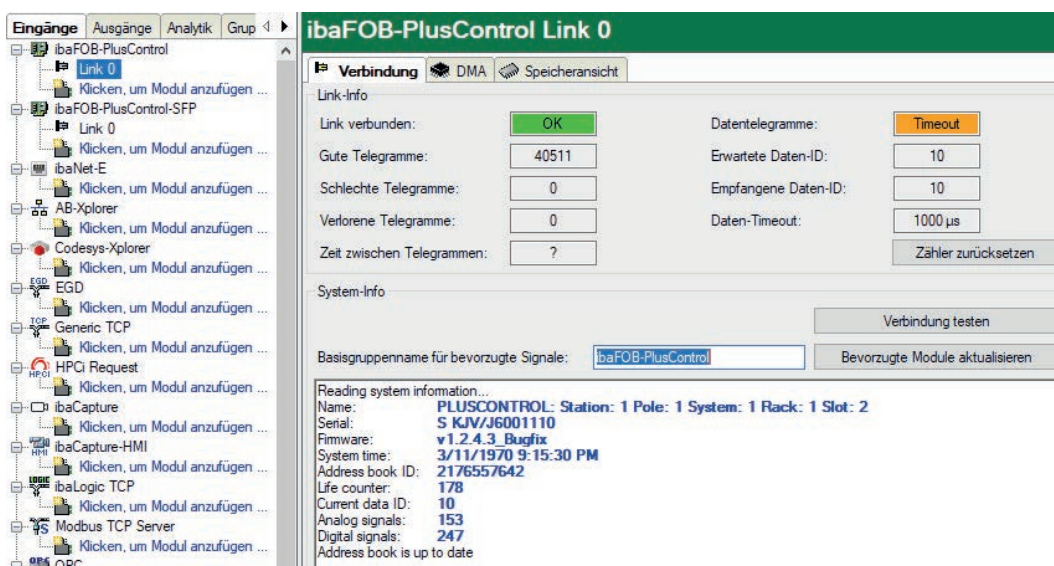 Eingänge Ausgänge Analytik Grup
ibaFOB-PlusControl
Link 0
Klicken, um Modul anzufügen ...
ibaFOB-PlusControl-SFP
Link 0
Klicken, um Modul anzufügen ...
ibaNet-E
Klicken, um Modul anzufügen ...
AB-Xplorer
Klicken, um Modul anzufügen ...
Codesys-Xplorer
Klicken, um Modul anzufügen ...
EGD EGD
Klicken, um Modul anzufügen ...
TCP Generic TCP
Klicken, um Modul anzufügen ...
HPCi HPCi Request
Klicken, um Modul anzufügen ...
ibaCapture
Klicken, um Modul anzufügen ...
HMI ibaCapture-HMI
Klicken, um Modul anzufügen ...
LOGIC ibaLogic TCP
Klicken, um Modul anzufügen ...
S Modbus TCP Server
Klicken, um Modul anzufügen ...
OPC OPC
ibaFOB-PlusControl Link 0
Verbindung DMA Speicheransicht
Link-Info
Link verbunden: OK Datentelegramme: Timeout
Gute Telegramme: 40511 Erwartete Daten-ID: 10
Schlechte Telegramme: 0 Empfangene Daten-ID: 10
Verlorene Telegramme: 0 Daten-Timeout: 1000 µs
Zeit zwischen Telegrammen: ? Zähler zurücksetzen
System-Info
Verbindung testen
Basisgruppenname für bevorzugte Signale: ibaFOB-PlusControl Bevorzugte Module aktualisieren
Reading system information...
Name: PLUSCONTROL: Station: 1 Pole: 1 System: 1 Rack: 1 Slot: 2
Serial: S KJV/J6001110
Firmware: v1.2.4.3_Bugfix
System time: 3/11/1970 9:15:30 PM
Address book ID: 2176557642
Life counter: 178
Current data ID: 10
Analog signals: 153
Digital signals: 247
Address book is up to date